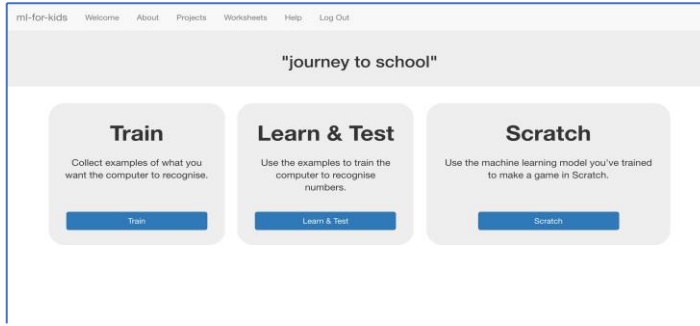 ml-for-kids Welcome About Projects Worksheets Help Log Out
"journey to school"
Train
Collect examples of what you
want the computer to recognise.
Train
Learn & Test
Use the examples to train the
computer to recognise
numbers.
Learn & Test
Scratch
Use the machine learning model you've trained
to make a game in Scratch.
Scratch